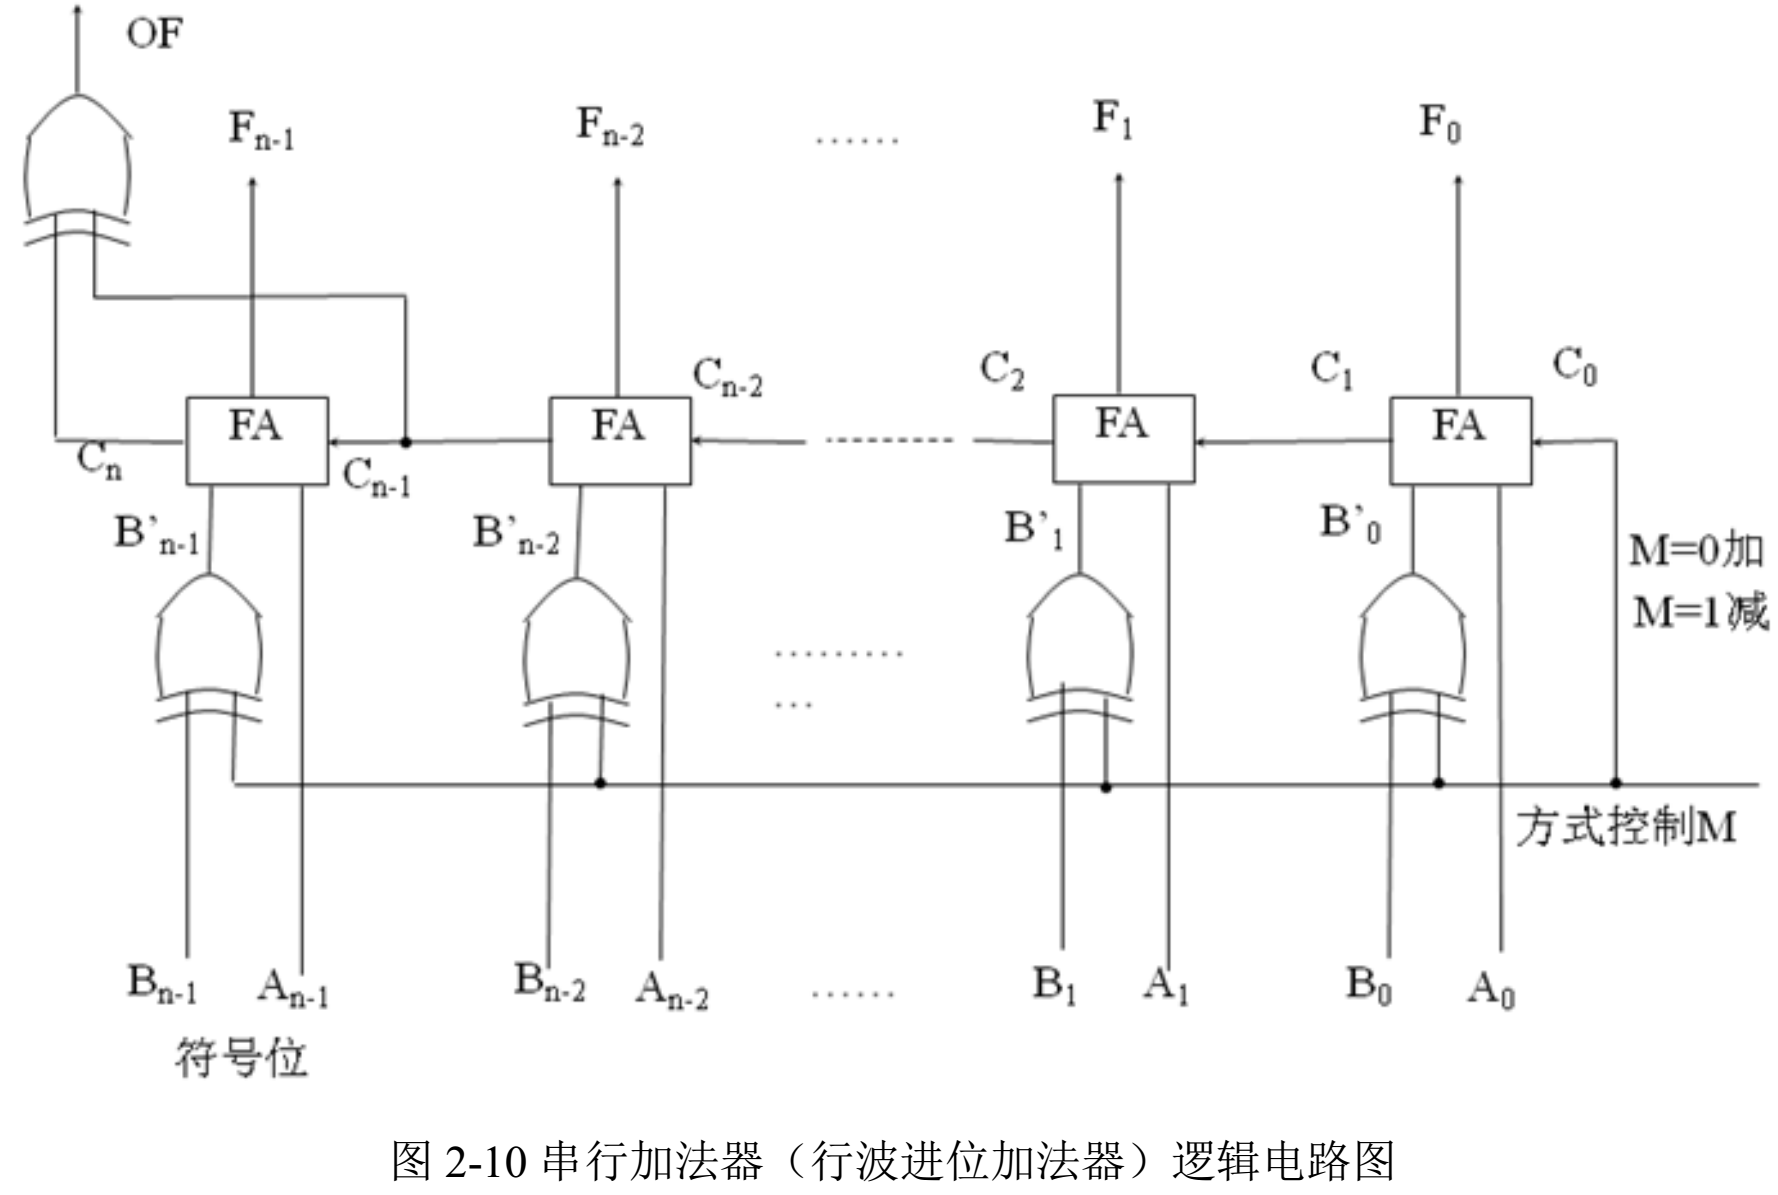 OF
Fn-1 Fn-2 ...... F1 F0
Cn-2 C2 C1 C0
FA FA FA FA
Cn Cn-1
B’n-1 B’n-2 B’1 B’0
M=0加
M=1减
.........
...
方式控制M
Bn-1 An-1 Bn-2 An-2 ...... B1 A1 B0 A0
符号位
图 2-10 串行加法器（行波进位加法器）逻辑电路图